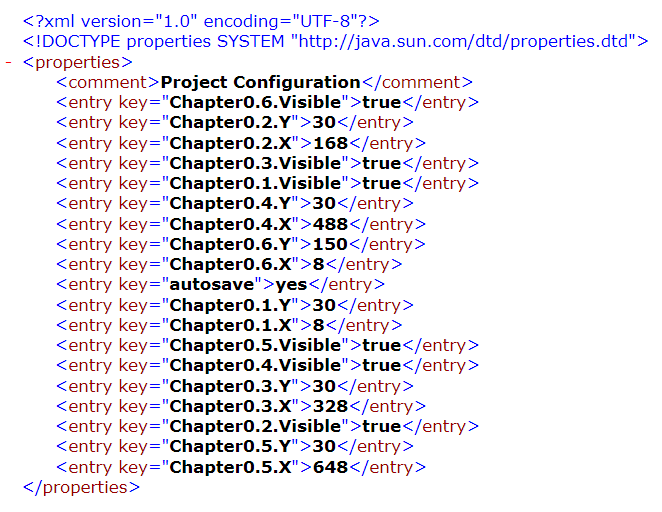 <?xml version="1.0" encoding="UTF-8"?>
<!DOCTYPE properties SYSTEM "http://java.sun.com/dtd/properties.dtd">
- <properties>
<comment>Project Configuration</comment>
<entry key="Chapter0.6.Visible">true</entry>
<entry key="Chapter0.2.Y">30</entry>
<entry key="Chapter0.2.X">168</entry>
<entry key="Chapter0.3.Visible">true</entry>
<entry key="Chapter0.1.Visible">true</entry>
<entry key="Chapter0.4.Y">30</entry>
<entry key="Chapter0.4.X">488</entry>
<entry key="Chapter0.6.Y">150</entry>
<entry key="Chapter0.6.X">8</entry>
<entry key="autosave">yes</entry>
<entry key="Chapter0.1.Y">30</entry>
<entry key="Chapter0.1.X">8</entry>
<entry key="Chapter0.5.Visible">true</entry>
<entry key="Chapter0.4.Visible">true</entry>
<entry key="Chapter0.3.Y">30</entry>
<entry key="Chapter0.3.X">328</entry>
<entry key="Chapter0.2.Visible">true</entry>
<entry key="Chapter0.5.Y">30</entry>
<entry key="Chapter0.5.X">648</entry>
</properties>